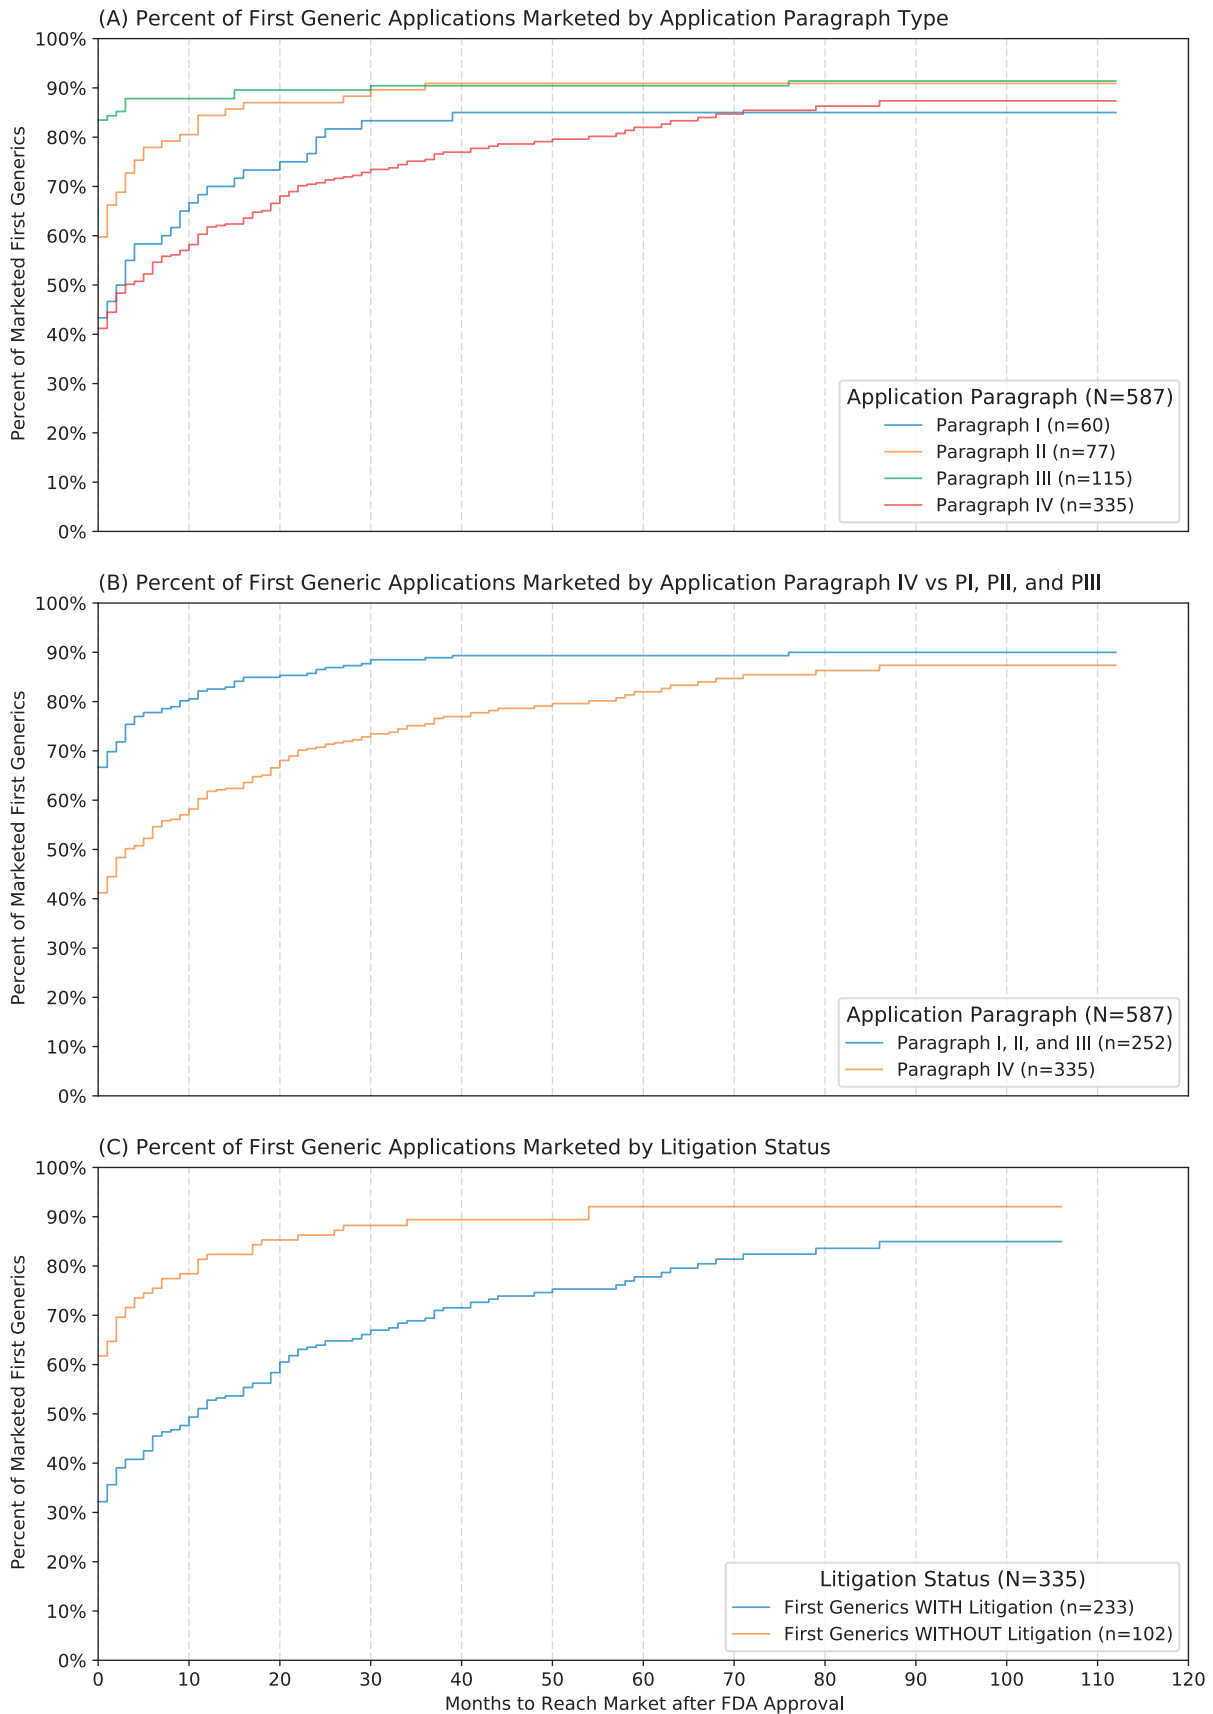 (A) Percent of First Generic Applications Marketed by Application Paragraph Type
100%
90%
80%
70%
60%
50%
40%
30%
20%
10%
0%
Percent of Marketed First Generics
Application Paragraph (N=587)
Paragraph I (n=60)
Paragraph II (n=77)
Paragraph III (n=115)
Paragraph IV (n=335)
(B) Percent of First Generic Applications Marketed by Application Paragraph IV vs PI, PII, and PIII
100%
90%
80%
70%
60%
50%
40%
30%
20%
10%
0%
Percent of Marketed First Generics
Application Paragraph (N=587)
Paragraph I, II, and III (n=252)
Paragraph IV (n=335)
(C) Percent of First Generic Applications Marketed by Litigation Status
100%
90%
80%
70%
60%
50%
40%
30%
20%
10%
0%
Percent of Marketed First Generics
Litigation Status (N=335)
First Generics WITH Litigation (n=233)
First Generics WITHOUT Litigation (n=102)
0 10 20 30 40 50 60 70 80 90 100 110 120
Months to Reach Market after FDA Approval